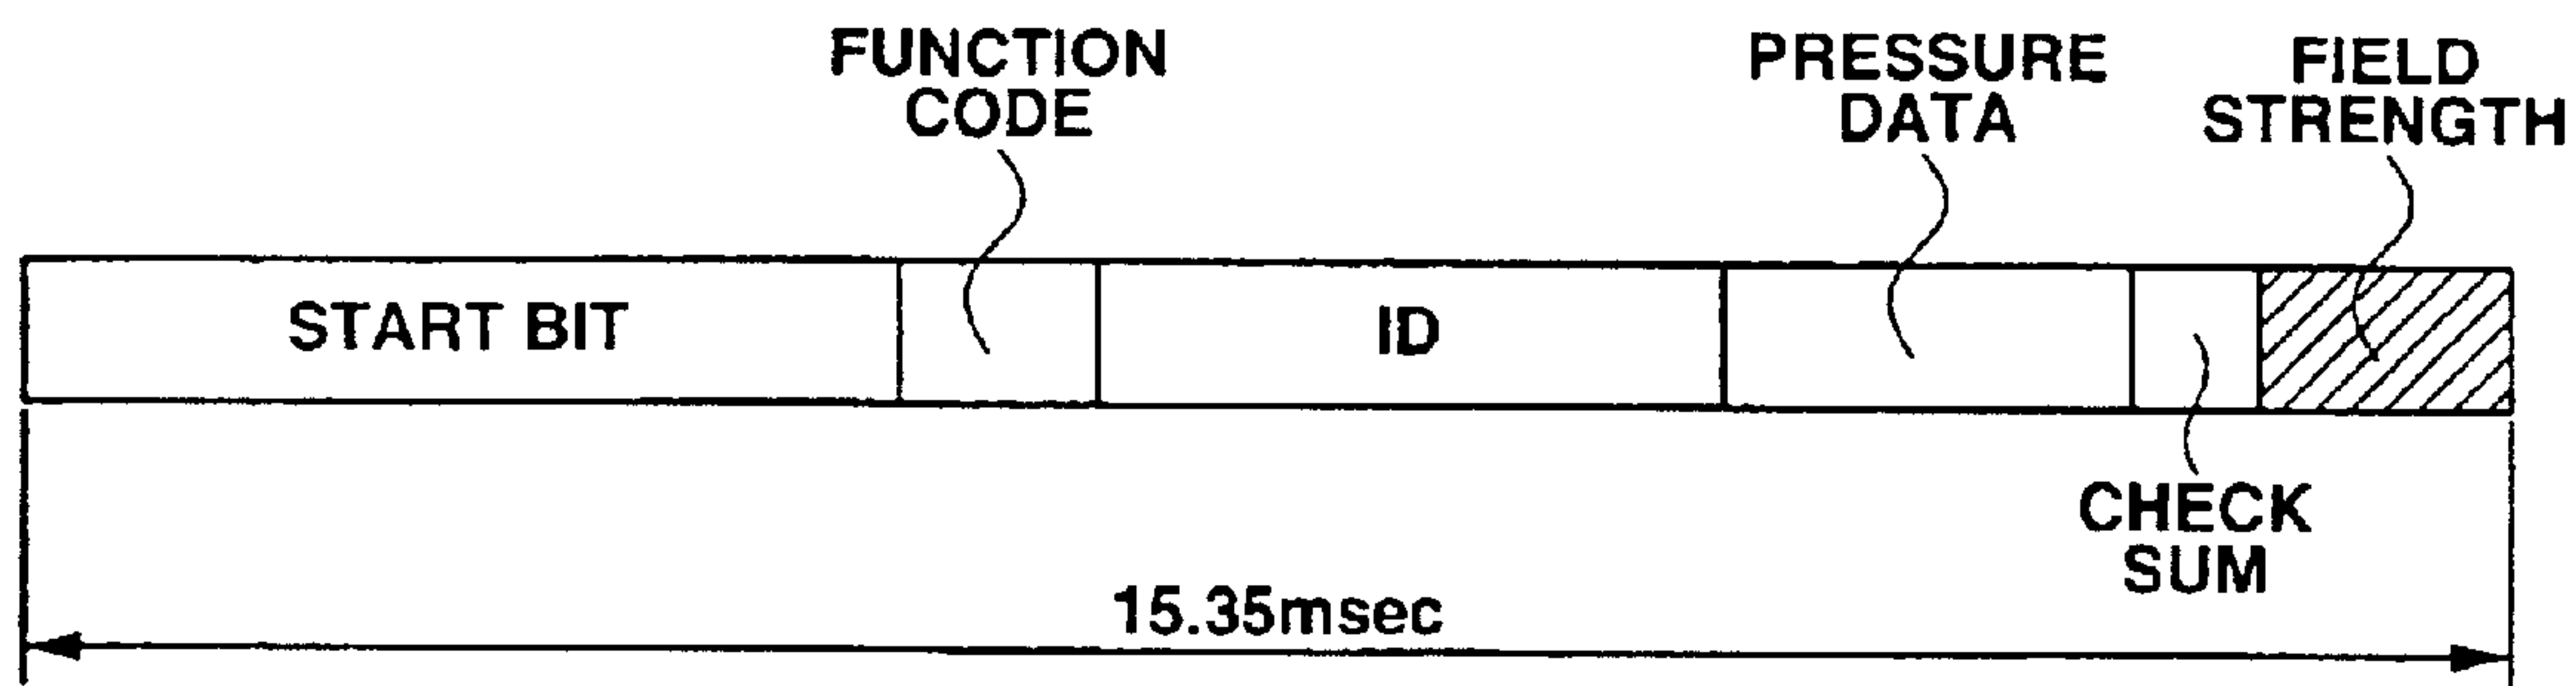 FUNCTION
CODE
PRESSURE
DATA
FIELD
STRENGTH
START BIT
ID
CHECK
SUM
15.35msec